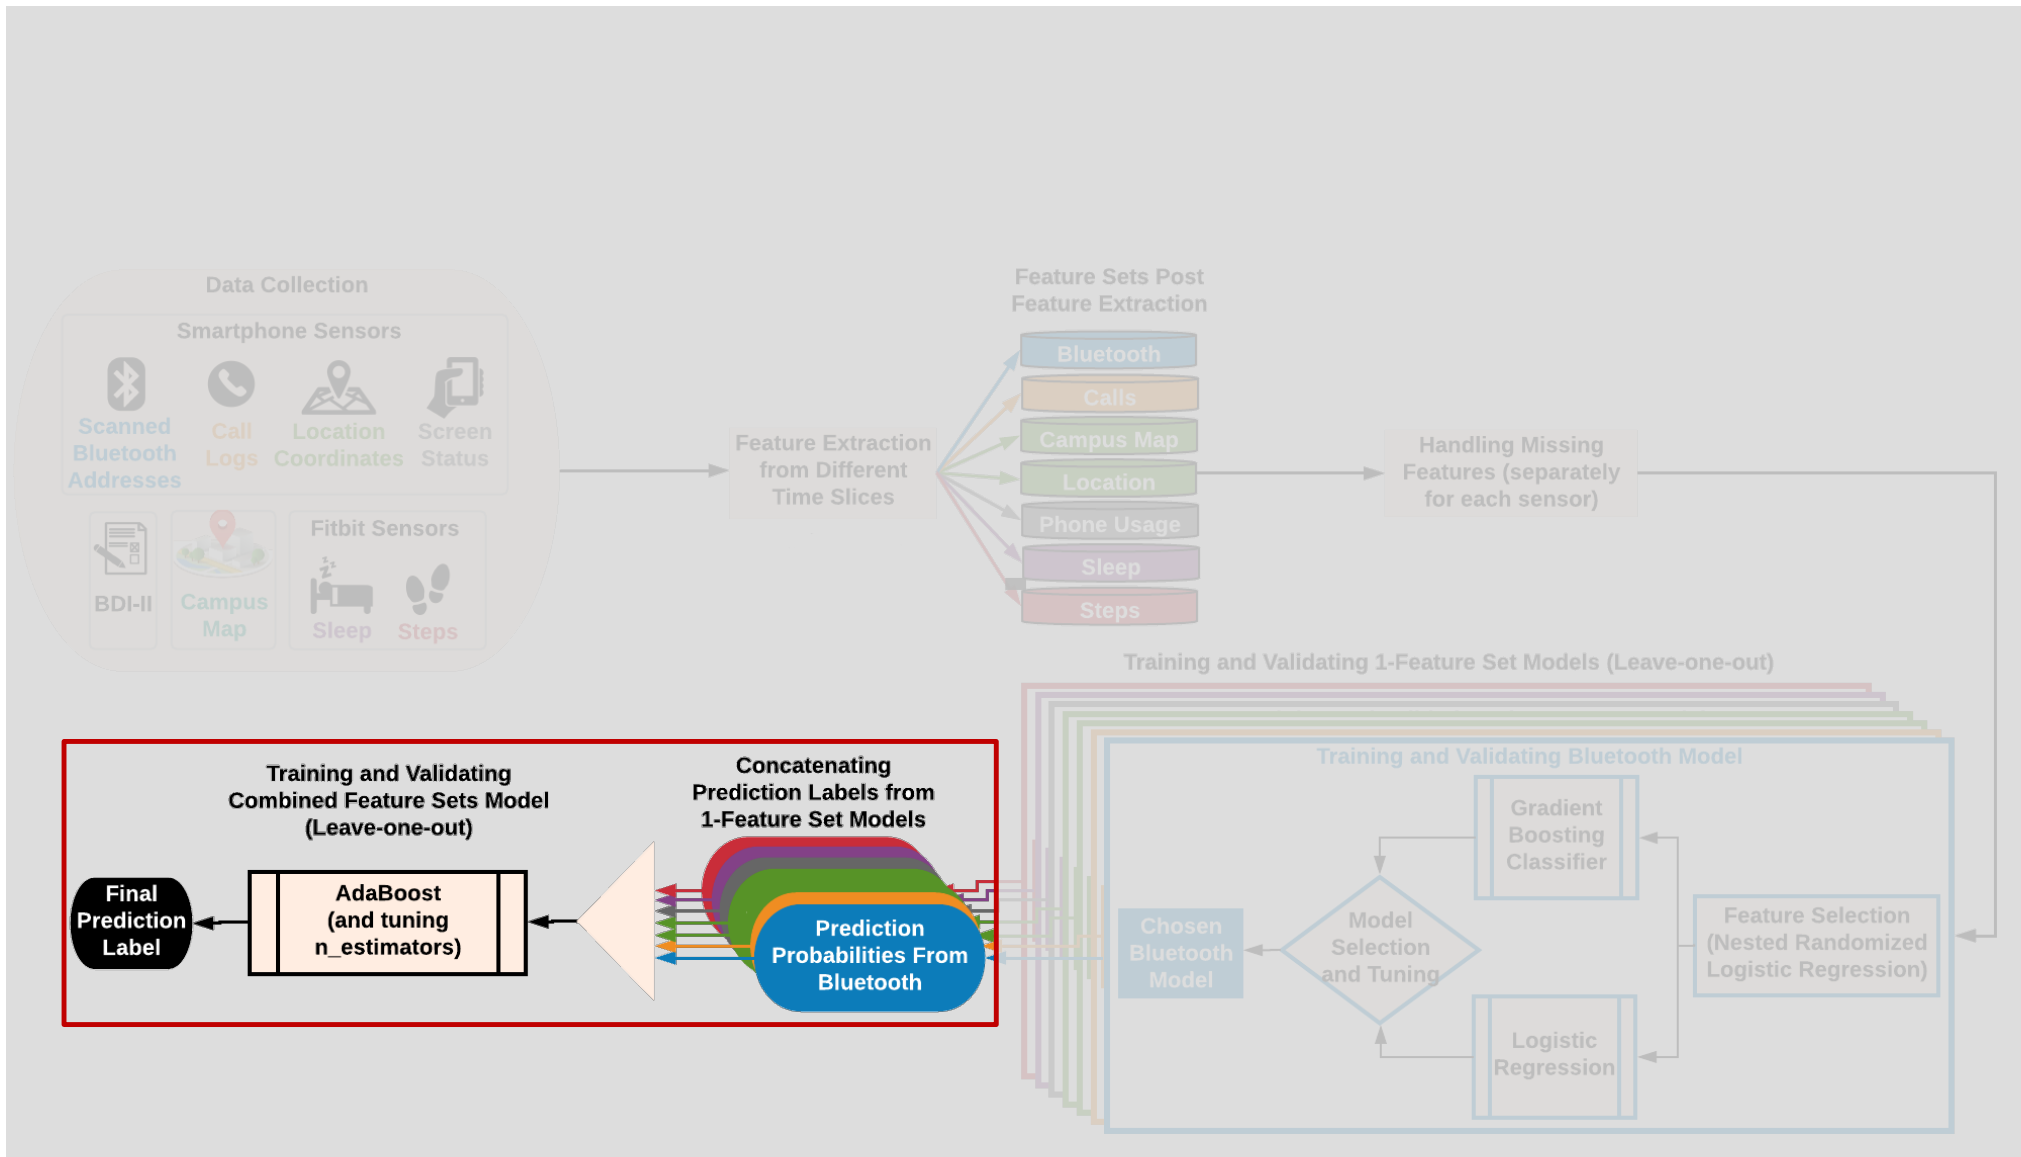 Data Collection
Smartphone Sensors
Scanned
Bluetooth
Addresses
Call
Logs
Location
Coordinates
Screen
Status
BDI-II
Campus
Map
Fitbit Sensors
Sleep
Steps
Feature Extraction
from Different
Time Slices
Feature Sets Post
Feature Extraction
Bluetooth
Calls
Campus Map
Location
Phone Usage
Sleep
Steps
Handling Missing
Features (separately
for each sensor)
Training and Validating 1-Feature Set Models (Leave-one-out)
Training and Validating Bluetooth Model
Feature Selection
(Nested Randomized
Logistic Regression)
Gradient
Boosting
Classifier
Logistic
Regression
Model
Selection
and Tuning
Chosen
Bluetooth
Model
Concatenating
Prediction Labels from
1-Feature Set Models
Prediction
Probabilities From
Bluetooth
Training and Validating
Combined Feature Sets Model
(Leave-one-out)
AdaBoost
(and tuning
n_estimators)
Final
Prediction
Label